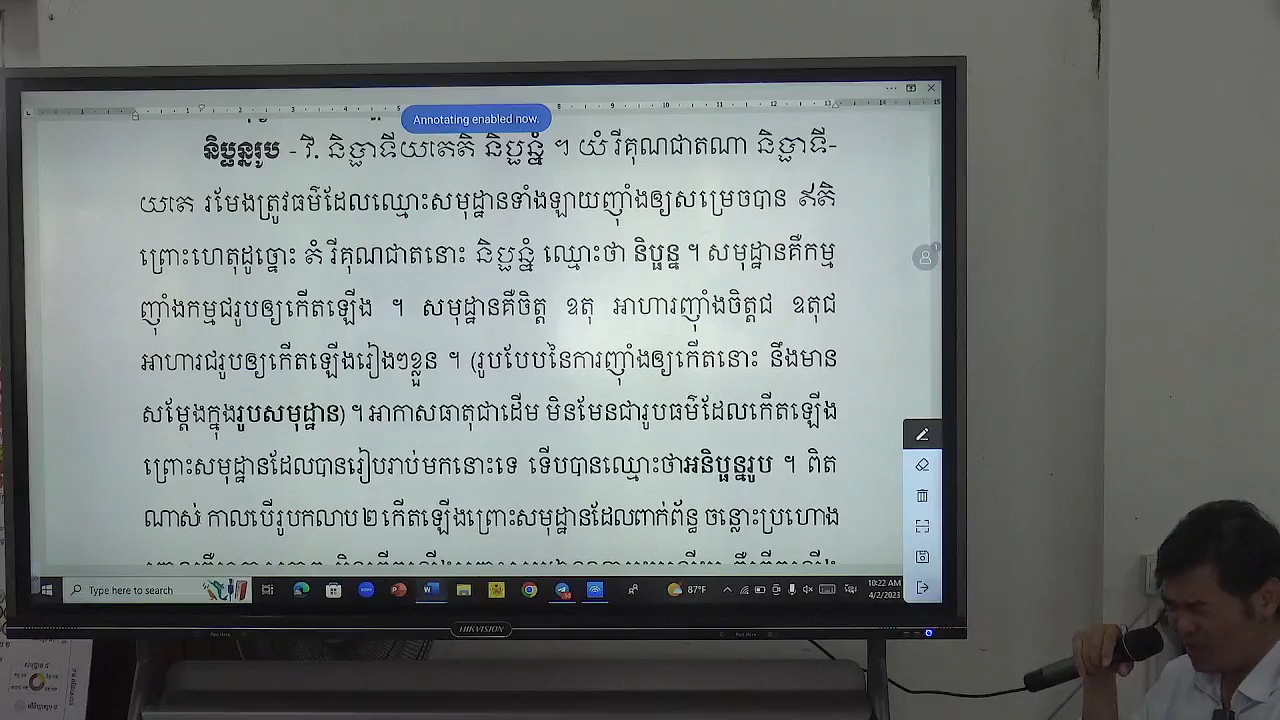 Annotating enabled now.
និប្ផន្នរូប - វិ. និប្ផាទីយតេតិ និប្ផន្នំ ។ យំ រីគុណជាតណា និប្ផាទី-
យតេ រមែងត្រូវធម៌ដែលឈ្មោះសមុដ្ឋានទាំងឡាយញ៉ាំងឲ្យសម្រេចបាន ឥតិ
ព្រោះហេតុដូច្នោះ តំ រីគុណជាតនោះ និប្ផន្នំ ឈ្មោះថា និប្ផន្ន ។ សមុដ្ឋានគឺកម្ម
ញ៉ាំងកម្មជរូបឲ្យកើតឡើង ។ សមុដ្ឋានគឺចិត្ត ឧតុ អាហារញ៉ាំងចិត្តជ ឧតុជ
អាហារជរូបឲ្យកើតឡើងរៀងៗខ្លួន ។ (រូបបែបនៃការញ៉ាំងឲ្យកើតនោះ នឹងមាន
សម្ដែងក្នុងរូបសមុដ្ឋាន) ។ អាកាសធាតុជាដើម មិនមែនជារូបធម៌ដែលកើតឡើង
ព្រោះសមុដ្ឋានដែលបានរៀបរាប់មកនោះទេ ទើបបានឈ្មោះថាអនិប្ផន្នរូប ។ ពិត
ណាស់ កាលបើរូបកលាប ២ កើតឡើងព្រោះសមុដ្ឋានដែលពាក់ព័ន្ធ ចន្លោះប្រហោង
Type here to search
87°F
10:22 AM
4/2/2023
HIKVISION